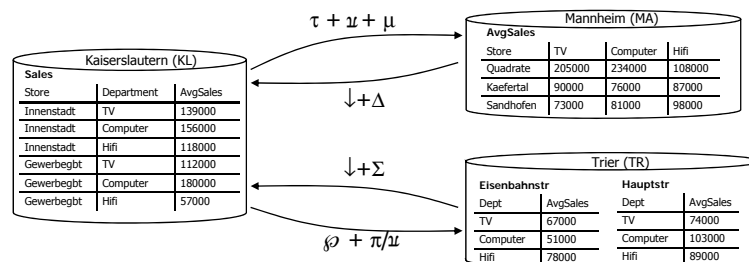 τ + ϰ + μ
Kaiserslautern (KL)
Sales
Store Department AvgSales
Innenstadt TV 139000
Innenstadt Computer 156000
Innenstadt Hifi 118000
Gewerbegbt TV 112000
Gewerbegbt Computer 180000
Gewerbegbt Hifi 57000
Mannheim (MA)
AvgSales
Store TV Computer Hifi
Quadrate 205000 234000 108000
Kaefertal 90000 76000 87000
Sandhofen 73000 81000 98000
↓+Δ
↓+Σ
Trier (TR)
Eisenbahnstr
Dept AvgSales
TV 67000
Computer 51000
Hifi 78000
Hauptstr
Dept AvgSales
TV 74000
Computer 103000
Hifi 89000
℘ + π/ϰ